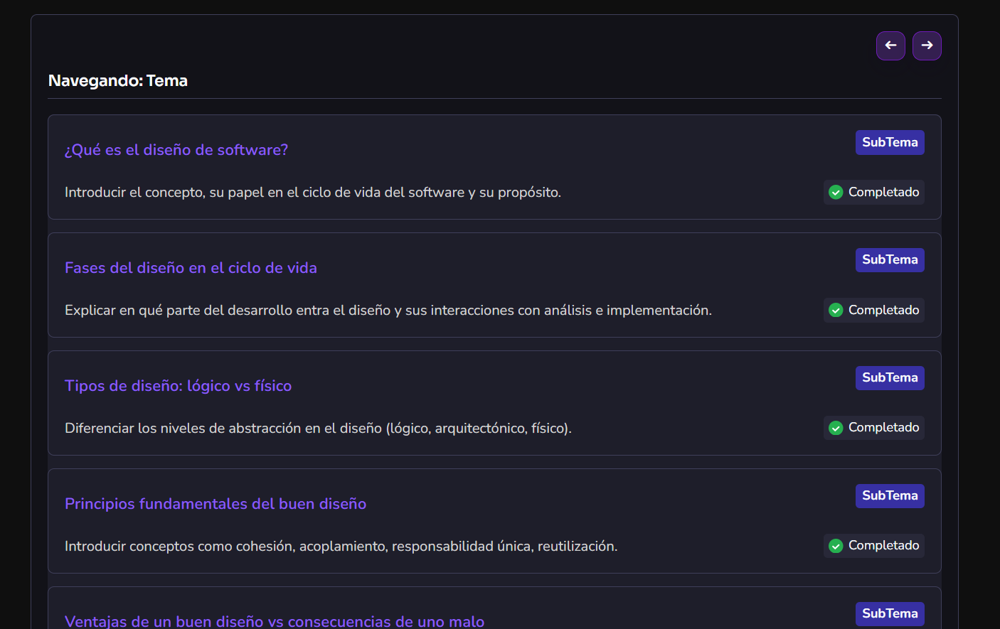 Navegando: Tema
¿Qué es el diseño de software?
SubTema
Introducir el concepto, su papel en el ciclo de vida del software y su propósito.
Completado
Fases del diseño en el ciclo de vida
SubTema
Explicar en qué parte del desarrollo entra el diseño y sus interacciones con análisis e implementación.
Completado
Tipos de diseño: lógico vs físico
SubTema
Diferenciar los niveles de abstracción en el diseño (lógico, arquitectónico, físico).
Completado
Principios fundamentales del buen diseño
SubTema
Introducir conceptos como cohesión, acoplamiento, responsabilidad única, reutilización.
Completado
Ventajas de un buen diseño vs consecuencias de uno malo
SubTema